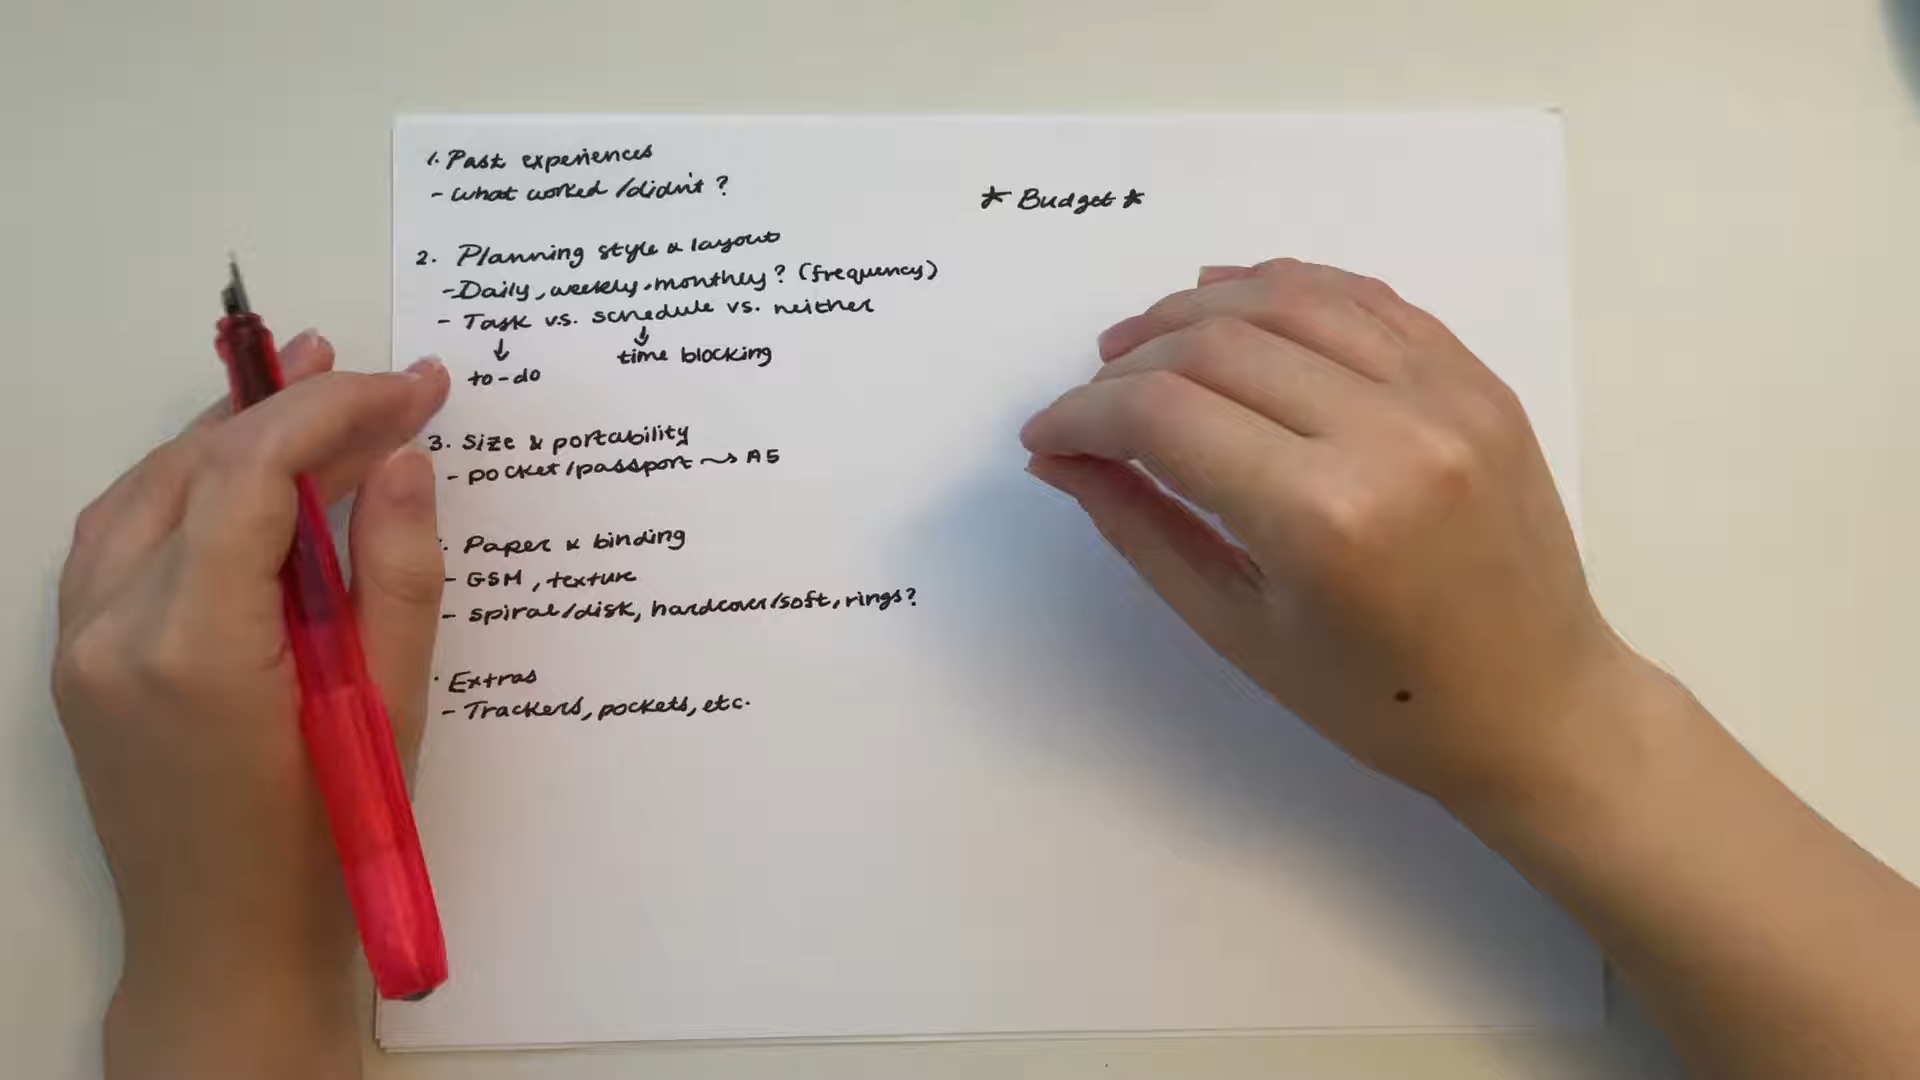 1. Past experiences
- What worked/didn't?
* Budget *
2. Planning style & layout
- Daily, weekly, monthly? (frequency)
- Task v.s. schedule vs. neither
↓ ↓
to-do time blocking
3. Size & portability
- pocket/passport ~> A5
. Paper & binding
- GSM, texture
- spiral/disk, hardcover/soft, rings?
. Extras
- Trackers, pockets, etc.